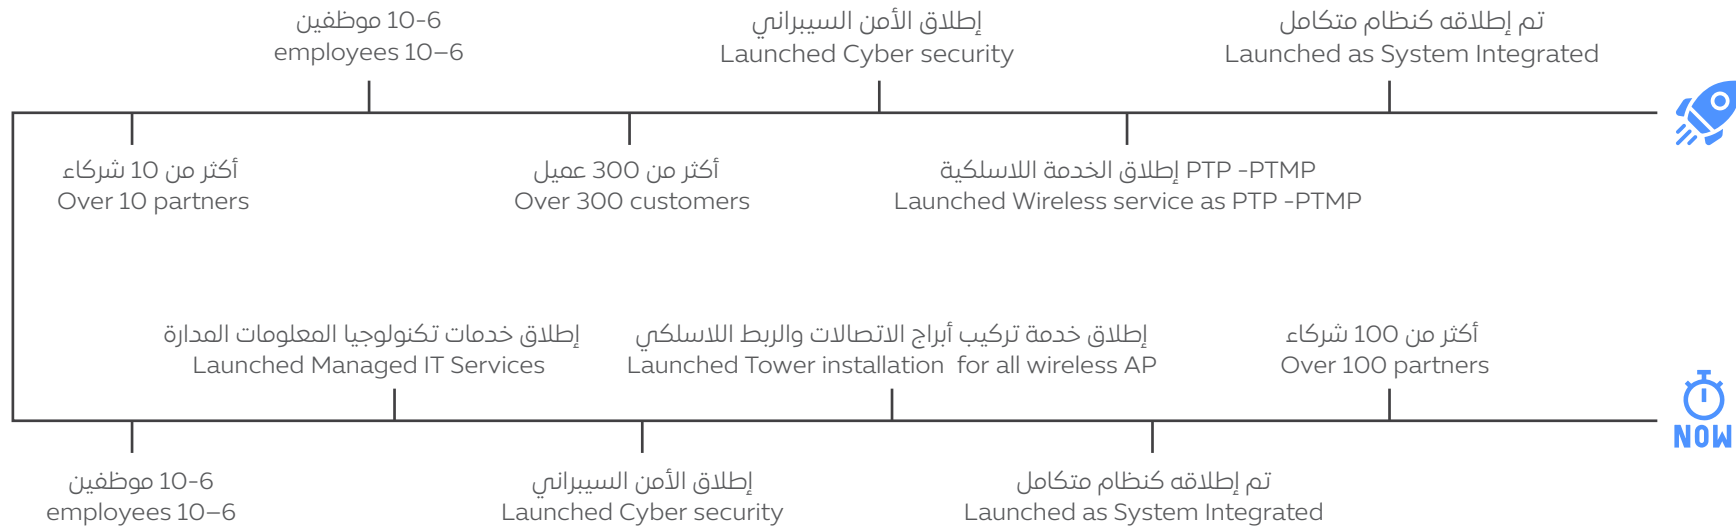 10-6 موظفين
employees 10–6
إطلاق الأمن السيبراني
Launched Cyber security
تم إطلاقه كنظام متكامل
Launched as System Integrated
أكثر من 10 شركاء
Over 10 partners
أكثر من 300 عميل
Over 300 customers
إطلاق الخدمة اللاسلكية PTP -PTMP
Launched Wireless service as PTP -PTMP
إطلاق خدمات تكنولوجيا المعلومات المدارة
Launched Managed IT Services
إطلاق خدمة تركيب أبراج الاتصالات والربط اللاسلكي
Launched Tower installation for all wireless AP
أكثر من 100 شركاء
Over 100 partners
NOW
10-6 موظفين
employees 10–6
إطلاق الأمن السيبراني
Launched Cyber security
تم إطلاقه كنظام متكامل
Launched as System Integrated